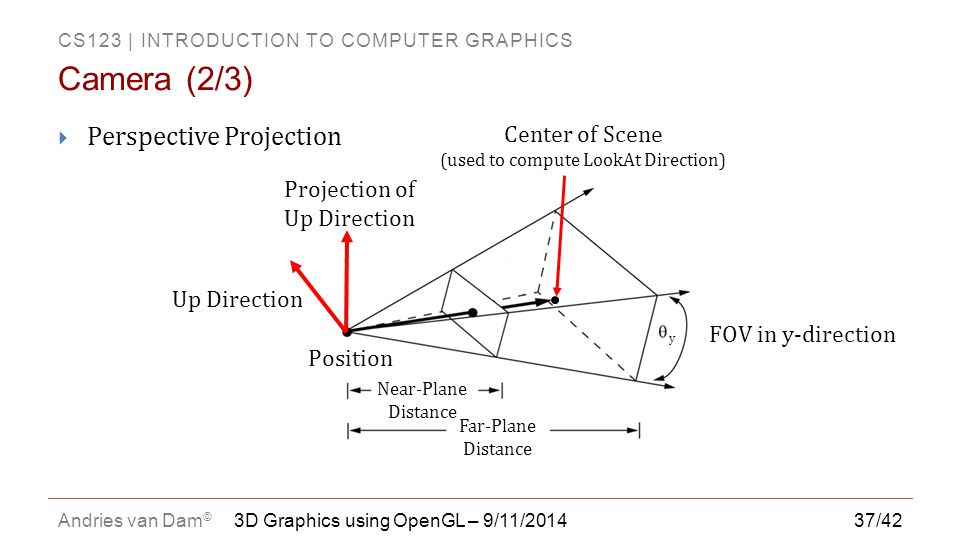 CS123 | INTRODUCTION TO COMPUTER GRAPHICS
Camera (2/3)
Perspective Projection
Center of Scene
(used to compute LookAt Direction)
Projection of
Up Direction
Up Direction
Position
θy
FOV in y-direction
Near-Plane
Distance
Far-Plane
Distance
Andries van Dam© 3D Graphics using OpenGL – 9/11/2014 37/42